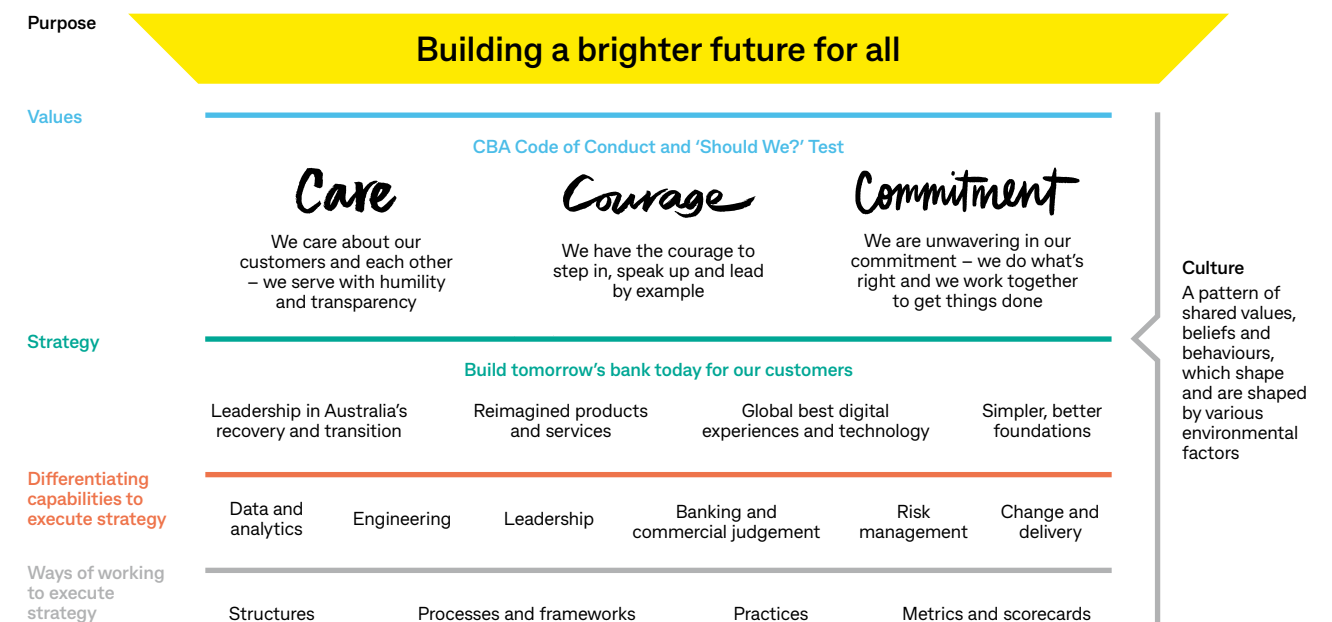 Purpose
Building a brighter future for all
Values
CBA Code of Conduct and ‘Should We?’ Test
Care
We care about our
customers and each other
– we serve with humility
and transparency
Courage
We have the courage to
step in, speak up and lead
by example
Commitment
We are unwavering in our
commitment – we do what’s
right and we work together
to get things done
Strategy
Build tomorrow’s bank today for our customers
Leadership in Australia’s
recovery and transition
Reimagined products
and services
Global best digital
experiences and technology
Simpler, better
foundations
Differentiating
capabilities to
execute strategy
Data and
analytics
Engineering
Leadership
Banking and
commercial judgement
Risk
management
Change and
delivery
Ways of working
to execute
strategy
Structures
Processes and frameworks
Practices
Metrics and scorecards
Culture
A pattern of
shared values,
beliefs and
behaviours,
which shape
and are shaped
by various
environmental
factors